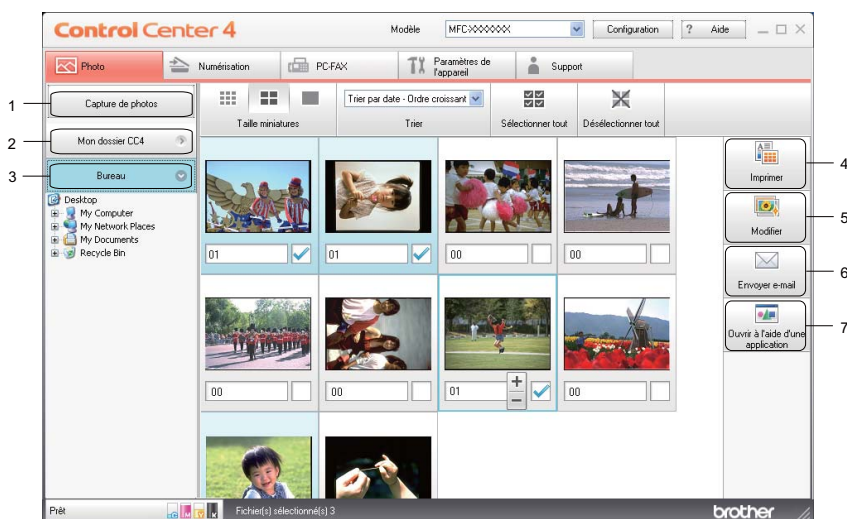 Control Center 4
Modèle MFC-XXXXXX Configuration ? Aide
Photo Numérisation PC-FAX Paramètres de l'appareil Support
1 Capture de photos
2 Mon dossier CC4
3 Bureau
Desktop
My Computer
My Network Places
My Documents
Recycle Bin
Taille miniatures
Trier par date - Ordre croissant
Trier
Sélectionner tout
Désélectionner tout
01 01 00 00
00 00 01 + − 00
Imprimer 4
Modifier 5
Envoyer e-mail 6
Ouvrir à l'aide d'une application 7
Prêt
C M Y K
Fichier(s) sélectionné(s) 3
brother